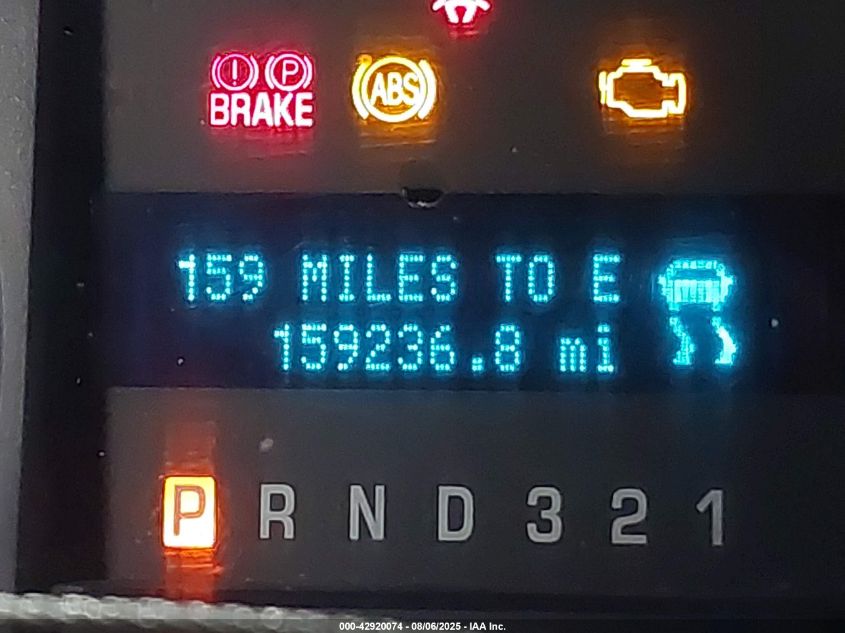 BRAKE ABS
159 MILES TO E
159236.8 mi
P R N D 3 2 1
000-42920074 - 08/06/2025 - IAA Inc.